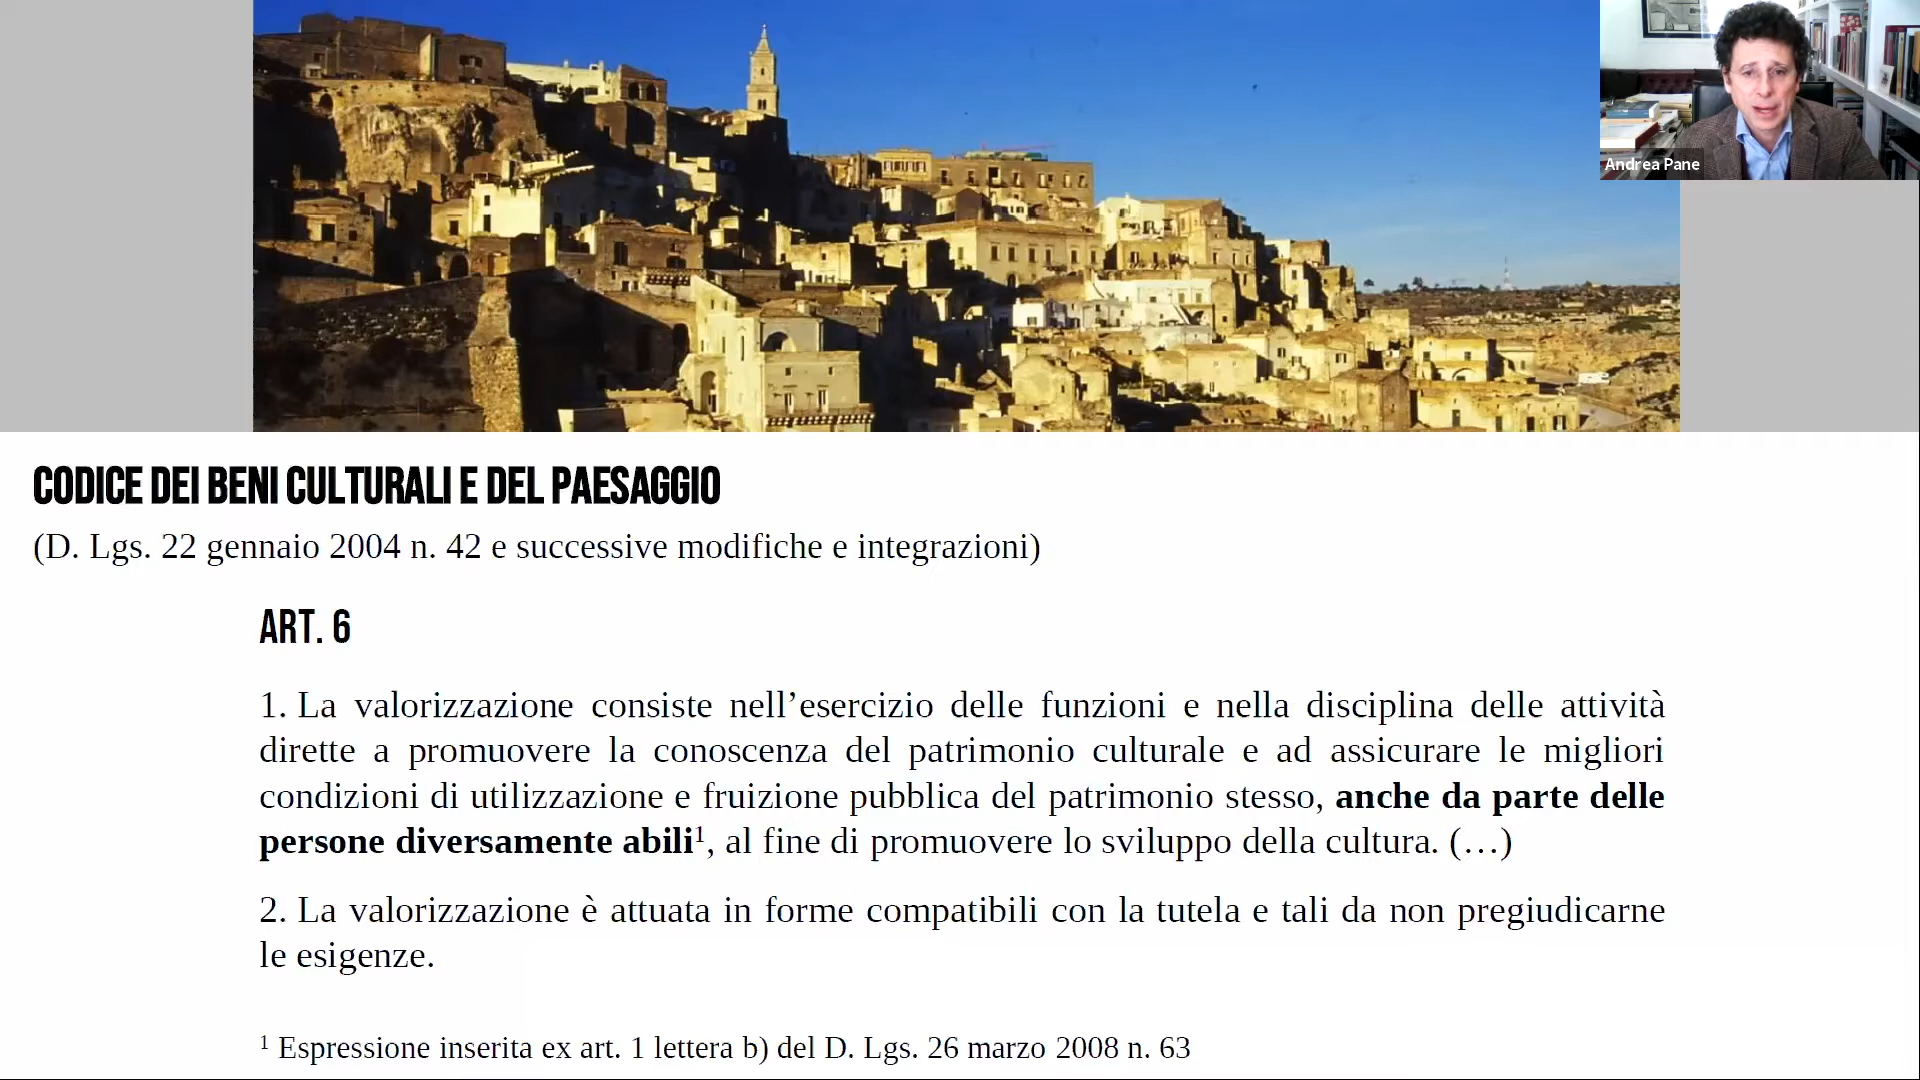 Andrea Pane
CODICE DEI BENI CULTURALI E DEL PAESAGGIO
(D. Lgs. 22 gennaio 2004 n. 42 e successive modifiche e integrazioni)
ART. 6
1. La valorizzazione consiste nell’esercizio delle funzioni e nella disciplina delle attività
dirette a promuovere la conoscenza del patrimonio culturale e ad assicurare le migliori
condizioni di utilizzazione e fruizione pubblica del patrimonio stesso, anche da parte delle
persone diversamente abili¹, al fine di promuovere lo sviluppo della cultura. (…)
2. La valorizzazione è attuata in forme compatibili con la tutela e tali da non pregiudicarne
le esigenze.
¹ Espressione inserita ex art. 1 lettera b) del D. Lgs. 26 marzo 2008 n. 63